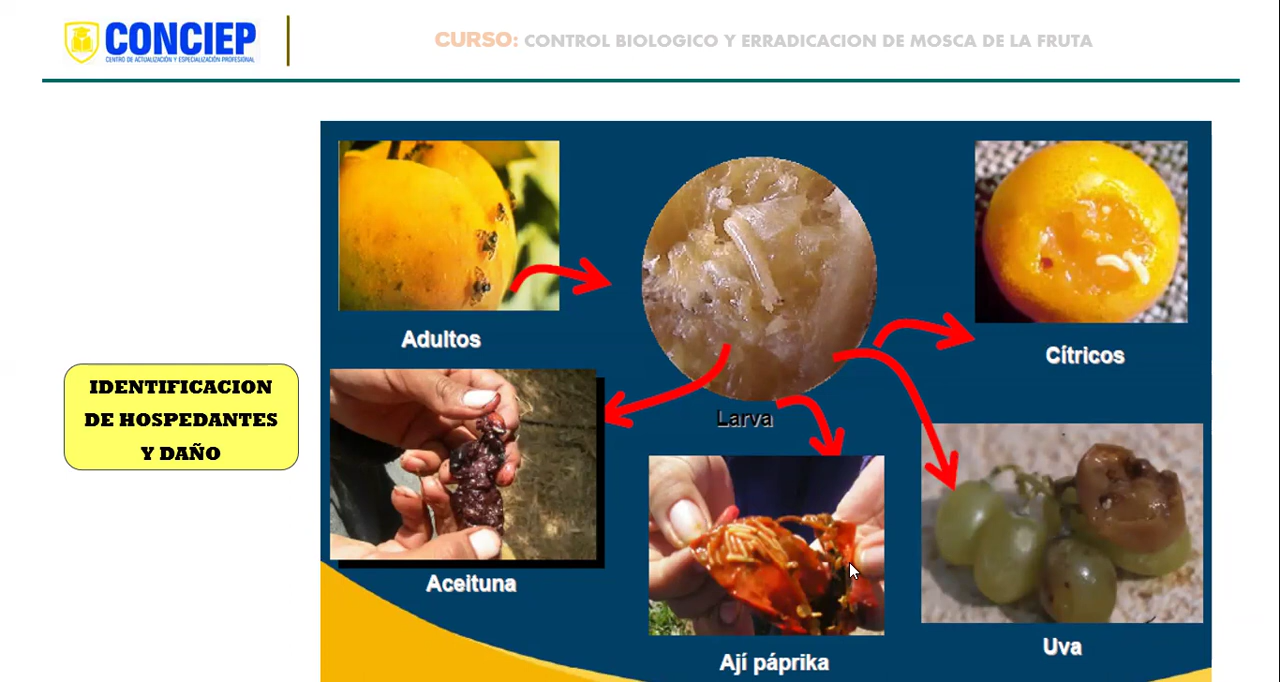 CONCIEP
CENTRO DE ACTUALIZACIÓN Y ESPECIALIZACIÓN PROFESIONAL
CURSO: CONTROL BIOLOGICO Y ERRADICACION DE MOSCA DE LA FRUTA
IDENTIFICACION
DE HOSPEDANTES
Y DAÑO
Adultos
Larva
Cítricos
Aceituna
Ají páprika
Uva